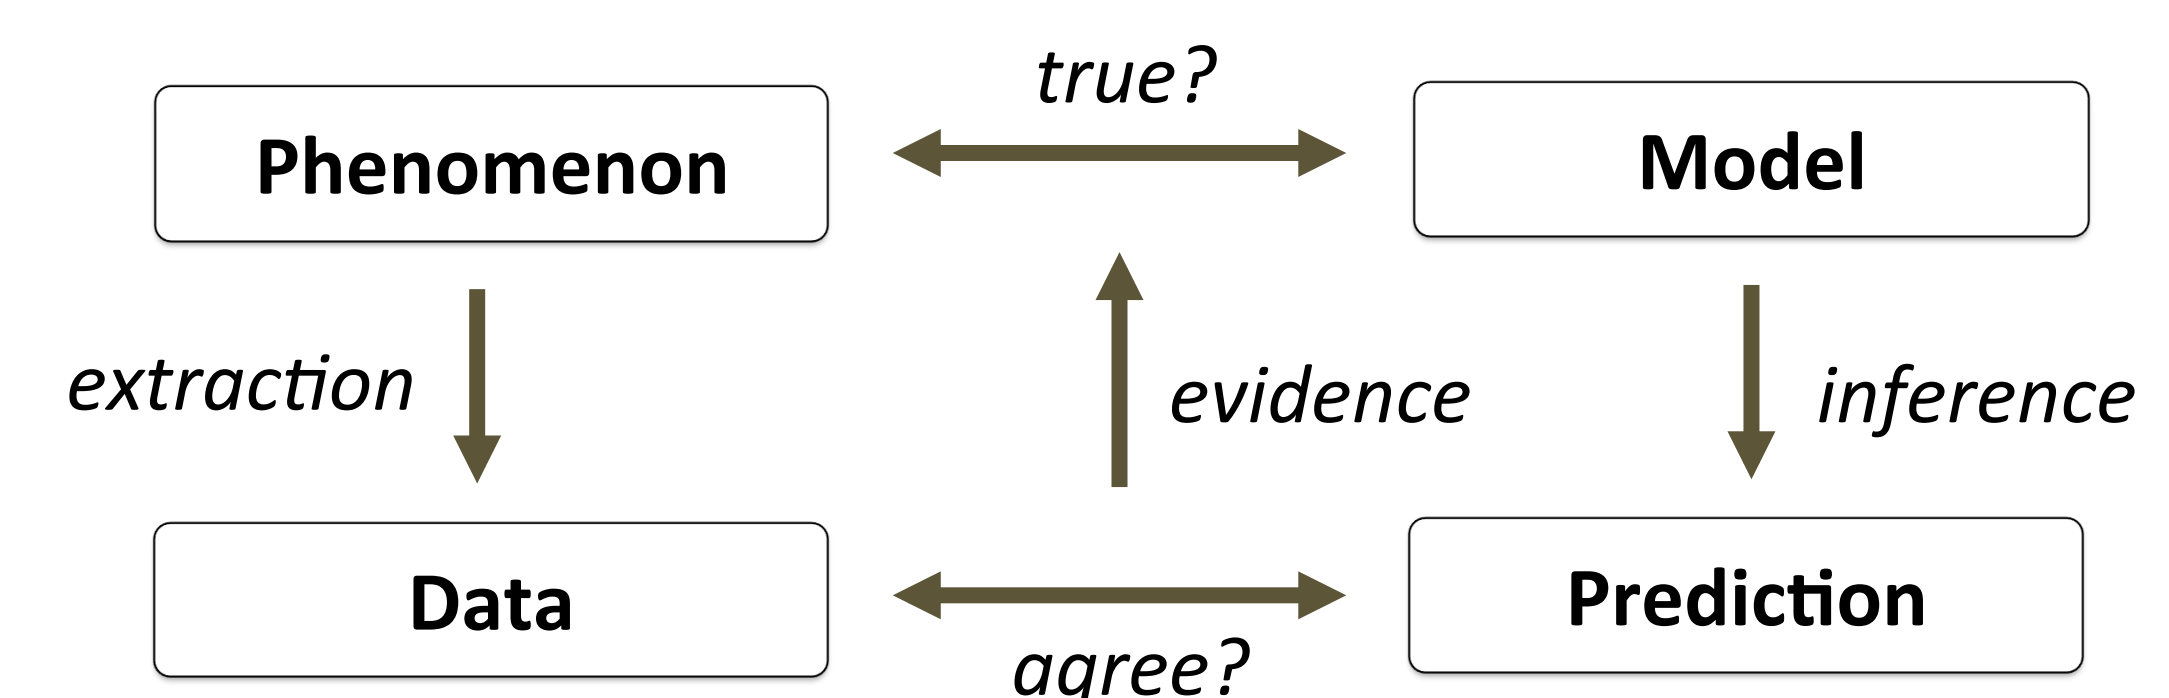 true?
Phenomenon
Model
extraction
evidence
inference
Data
Prediction
agree?